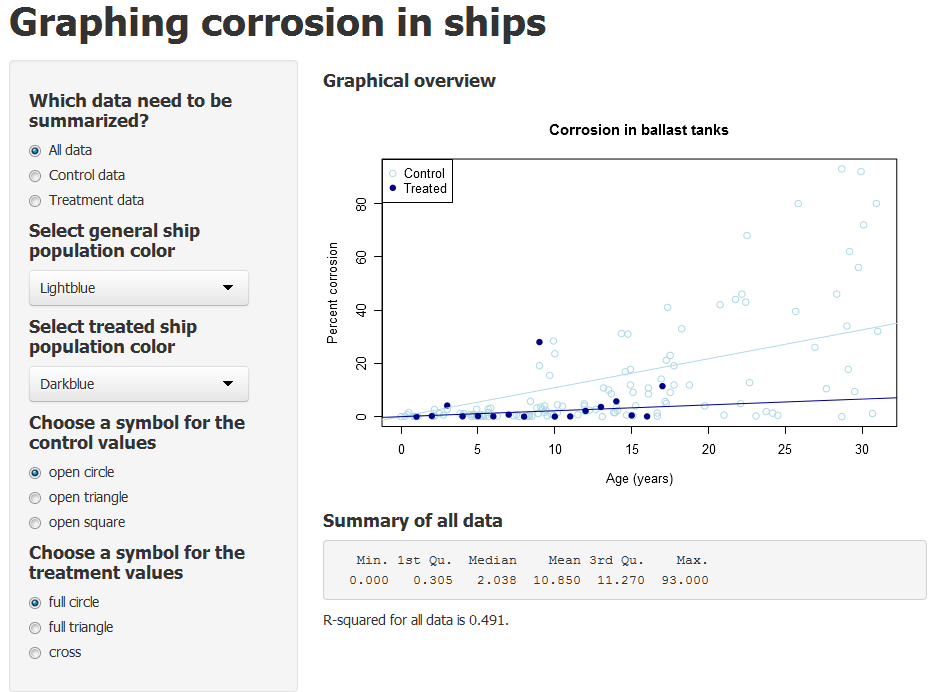 Graphing corrosion in ships
Which data need to be
summarized?
All data
Control data
Treatment data
Select general ship
population color
Lightblue
Select treated ship
population color
Darkblue
Choose a symbol for the
control values
open circle
open triangle
open square
Choose a symbol for the
treatment values
full circle
full triangle
cross
Graphical overview
Corrosion in ballast tanks
Control
Treated
Percent corrosion
80
60
40
20
0
0 5 10 15 20 25 30
Age (years)
Summary of all data
Min. 1st Qu. Median Mean 3rd Qu. Max.
0.000 0.305 2.038 10.850 11.270 93.000
R-squared for all data is 0.491.